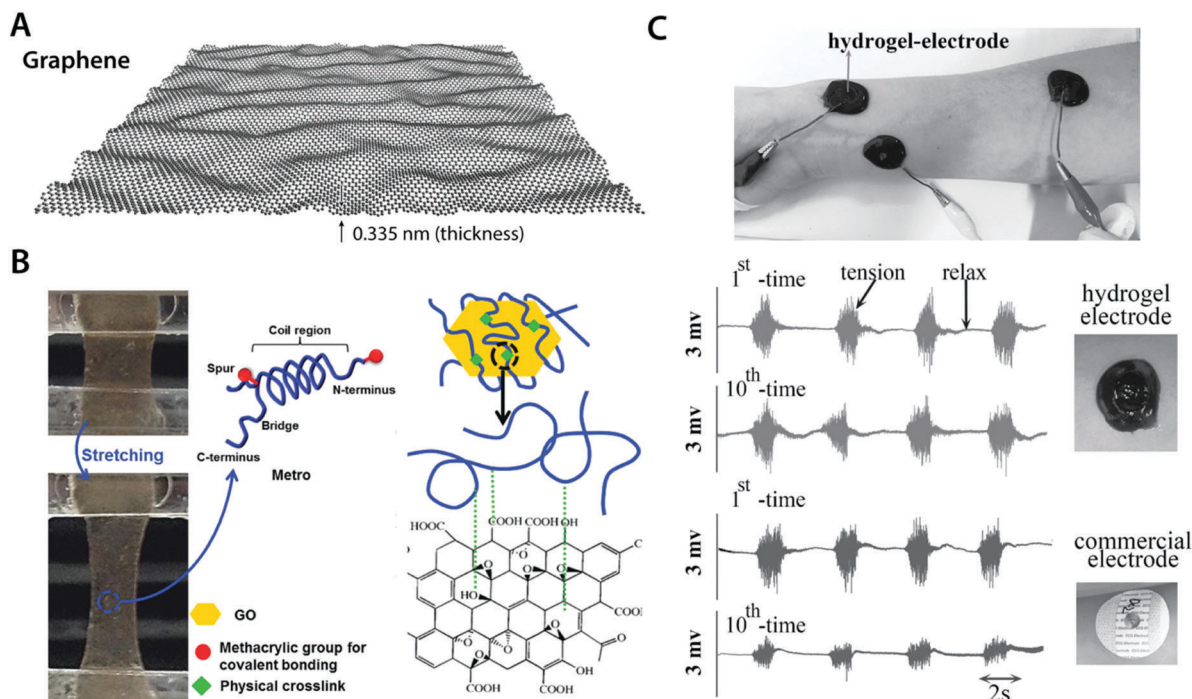 A
Graphene
0.335 nm (thickness)
B
Stretching
Coil region
Spur
N-terminus
Bridge
C-terminus
Metro
GO
Methacrylic group for
covalent bonding
Physical crosslink
HOOC
COOH
COOH
OH
O
O
O
O
O
C
HO
COOH
O
O
O
O
OH
COOH
C
hydrogel-electrode
1st-time
tension
relax
3 mv
10th-time
3 mv
hydrogel
electrode
1st-time
3 mv
10th-time
3 mv
2s
commercial
electrode